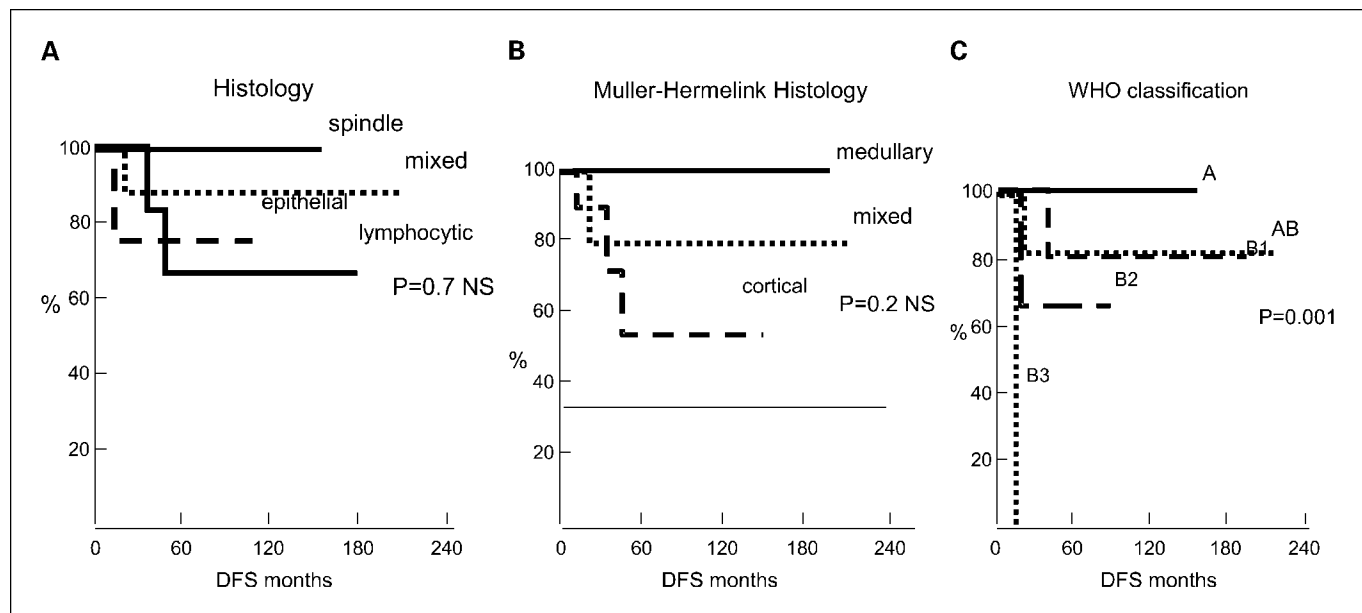 A
Histology
spindle
100
mixed
epithelial
80
lymphocytic
P=0.7 NS
60
%
40
20
0 60 120 180 240
DFS months
B
Muller-Hermelink Histology
medullary
100
mixed
80
cortical
P=0.2 NS
60
%
40
20
0 60 120 180 240
DFS months
C
WHO classification
A
100
AB
B1
80
B2
P=0.001
60
%
B3
40
20
0 60 120 180 240
DFS months